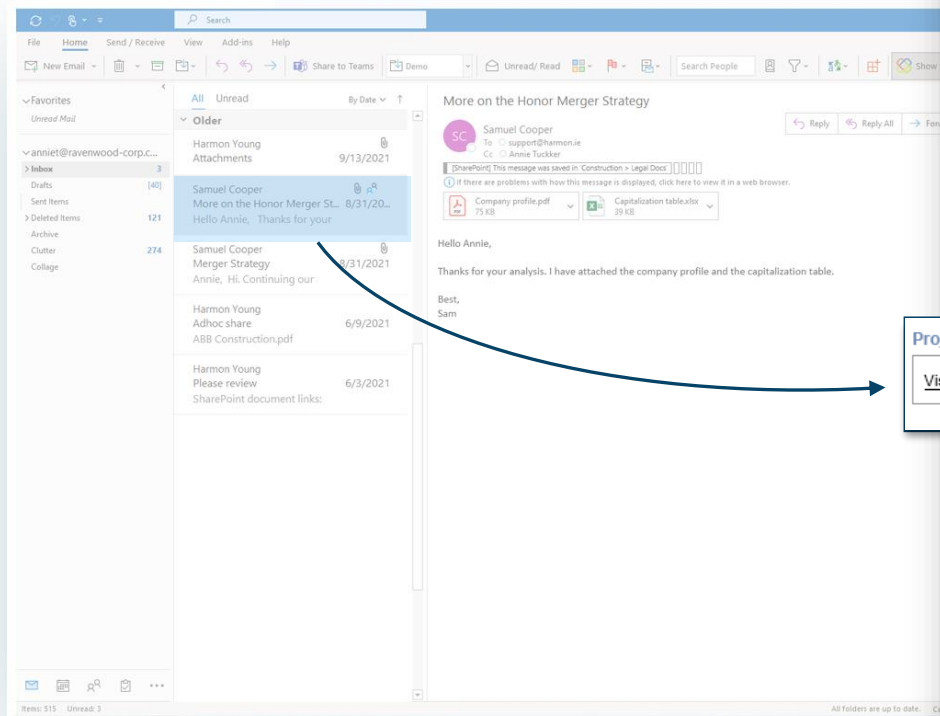 Search
File Home Send / Receive View Add-ins Help
New Email Share to Teams Demo Unread/ Read Search People Show
Favorites
Unread Mail
anniet@ravenwood-corp.c...
Inbox 3
Drafts [40]
Sent Items
Deleted Items 121
Archive
Clutter 274
Collage
All Unread By Date
Older
Harmon Young
Attachments 9/13/2021
Samuel Cooper
More on the Honor Merger St... 8/31/20...
Hello Annie, Thanks for your
Samuel Cooper
Merger Strategy 8/31/2021
Annie, Hi. Continuing our
Harmon Young
Adhoc share 6/9/2021
ABB Construction.pdf
Harmon Young
Please review 6/3/2021
SharePoint document links:
More on the Honor Merger Strategy
Reply Reply All For
SC
Samuel Cooper
To support@harmon.ie
Cc Annie Tuckker
[SharePoint] This message was saved in 'Construction > Legal Docs'
If there are problems with how this message is displayed, click here to view it in a web browser.
Company profile.pdf
75 KB
Capitalization table.xlsx
39 KB
Hello Annie,
Thanks for your analysis. I have attached the company profile and the capitalization table.
Best,
Sam
Items: 515 Unread: 3
All folders are up to date.